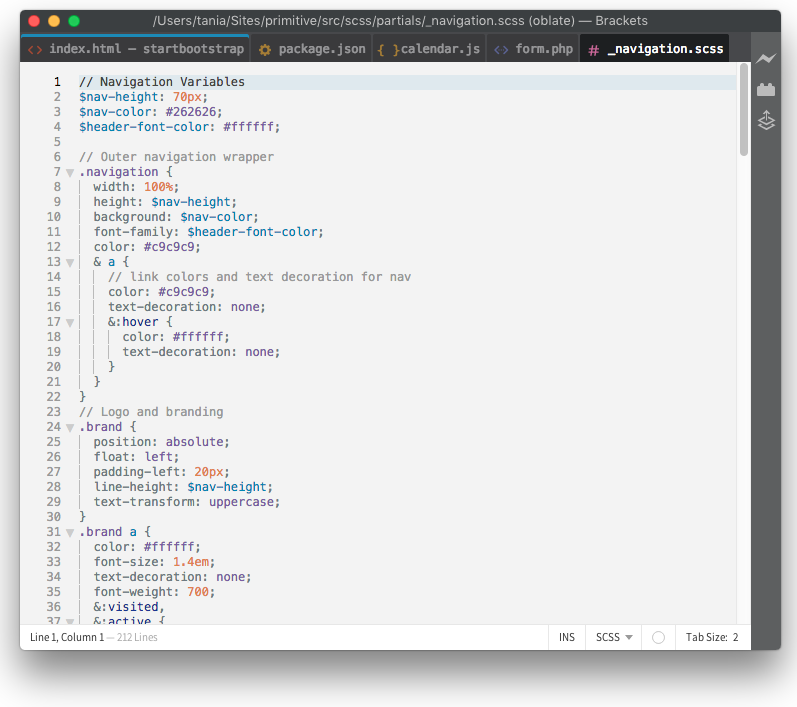 /Users/tania/Sites/primitive/src/scss/partials/_navigation.scss (oblate) — Brackets
<> index.html — startbootstrap package.json { }calendar.js <> form.php # _navigation.scss
1 // Navigation Variables
2 $nav-height: 70px;
3 $nav-color: #262626;
4 $header-font-color: #ffffff;
5
6 // Outer navigation wrapper
7 .navigation {
8 width: 100%;
9 height: $nav-height;
10 background: $nav-color;
11 font-family: $header-font-color;
12 color: #c9c9c9;
13 & a {
14 // link colors and text decoration for nav
15 color: #c9c9c9;
16 text-decoration: none;
17 &:hover {
18 color: #ffffff;
19 text-decoration: none;
20 }
21 }
22 }
23 // Logo and branding
24 .brand {
25 position: absolute;
26 float: left;
27 padding-left: 20px;
28 line-height: $nav-height;
29 text-transform: uppercase;
30 }
31 .brand a {
32 color: #ffffff;
33 font-size: 1.4em;
34 text-decoration: none;
35 font-weight: 700;
36 &:visited,
37 &:active {
Line 1, Column 1 — 212 Lines INS SCSS Tab Size: 2